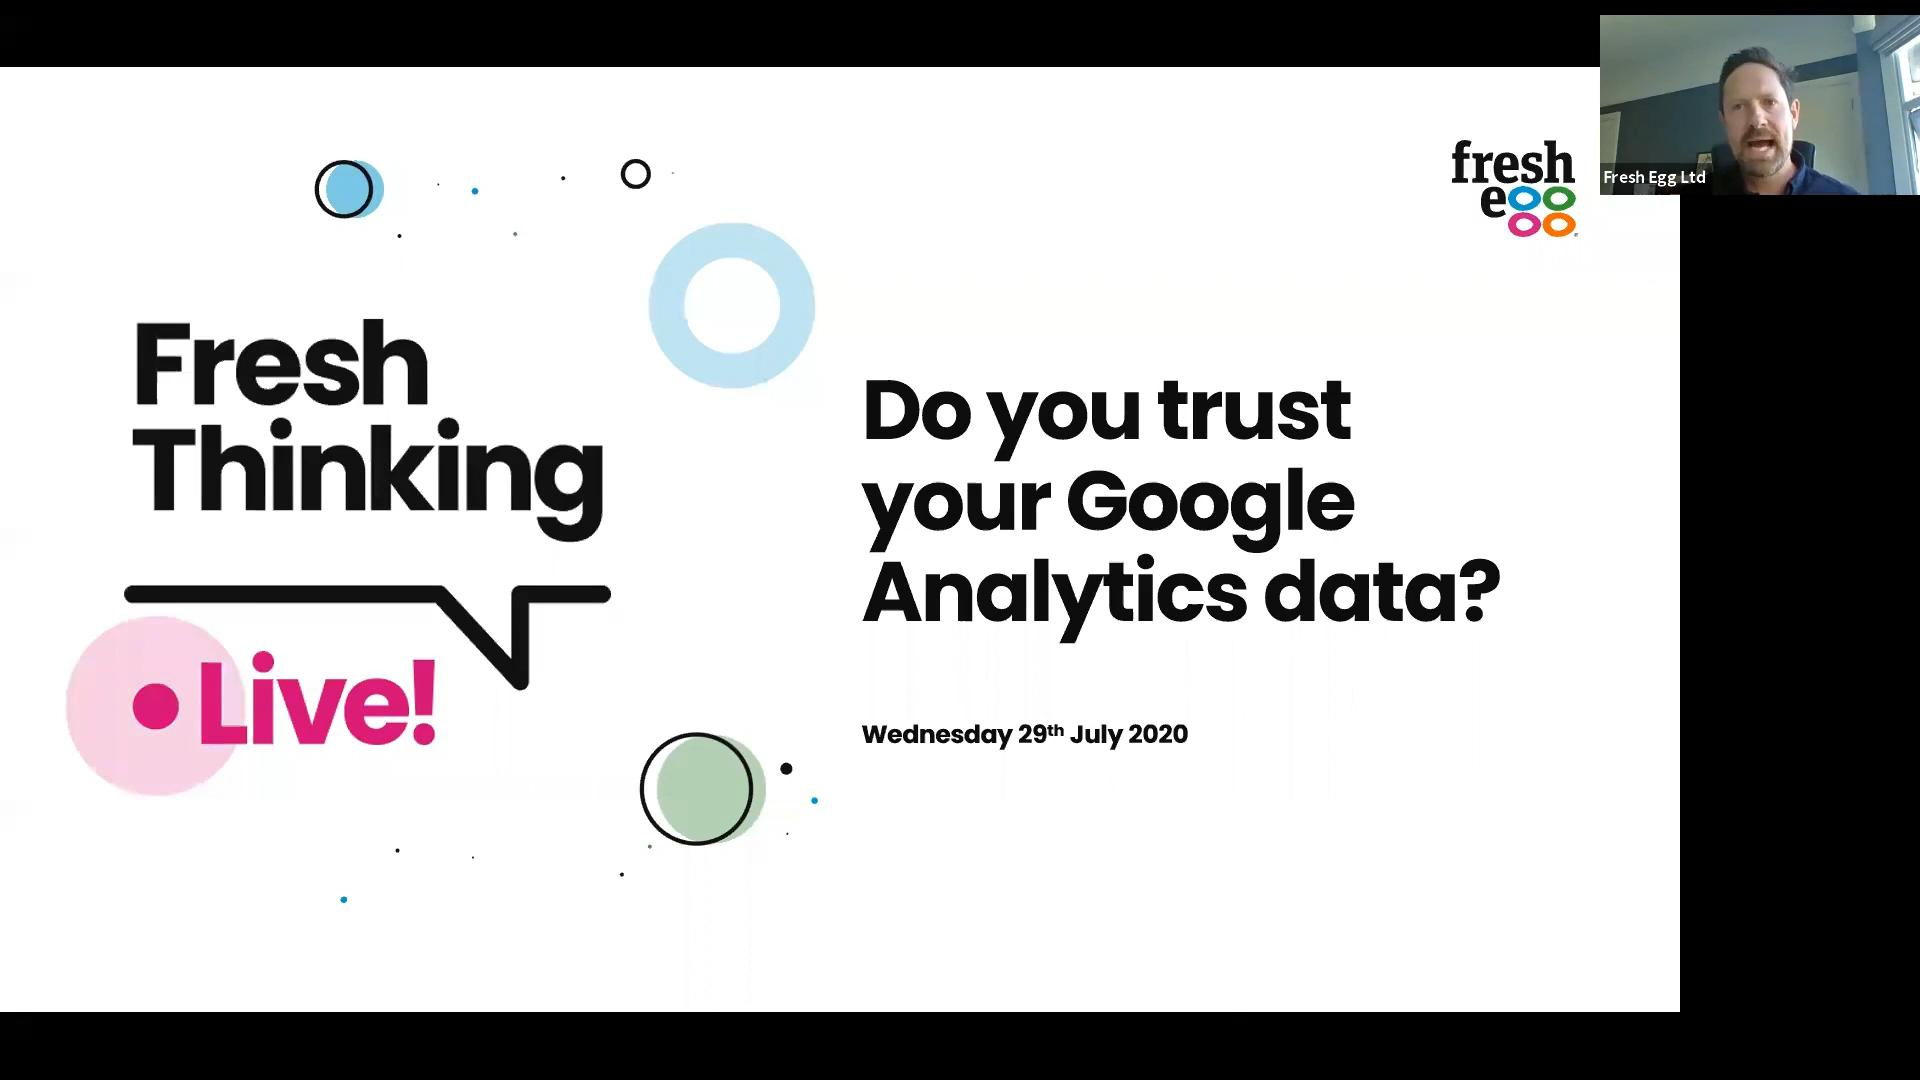 Fresh
Thinking
Live!
fresh
egg
Do you trust
your Google
Analytics data?
Wednesday 29th July 2020
Fresh Egg Ltd